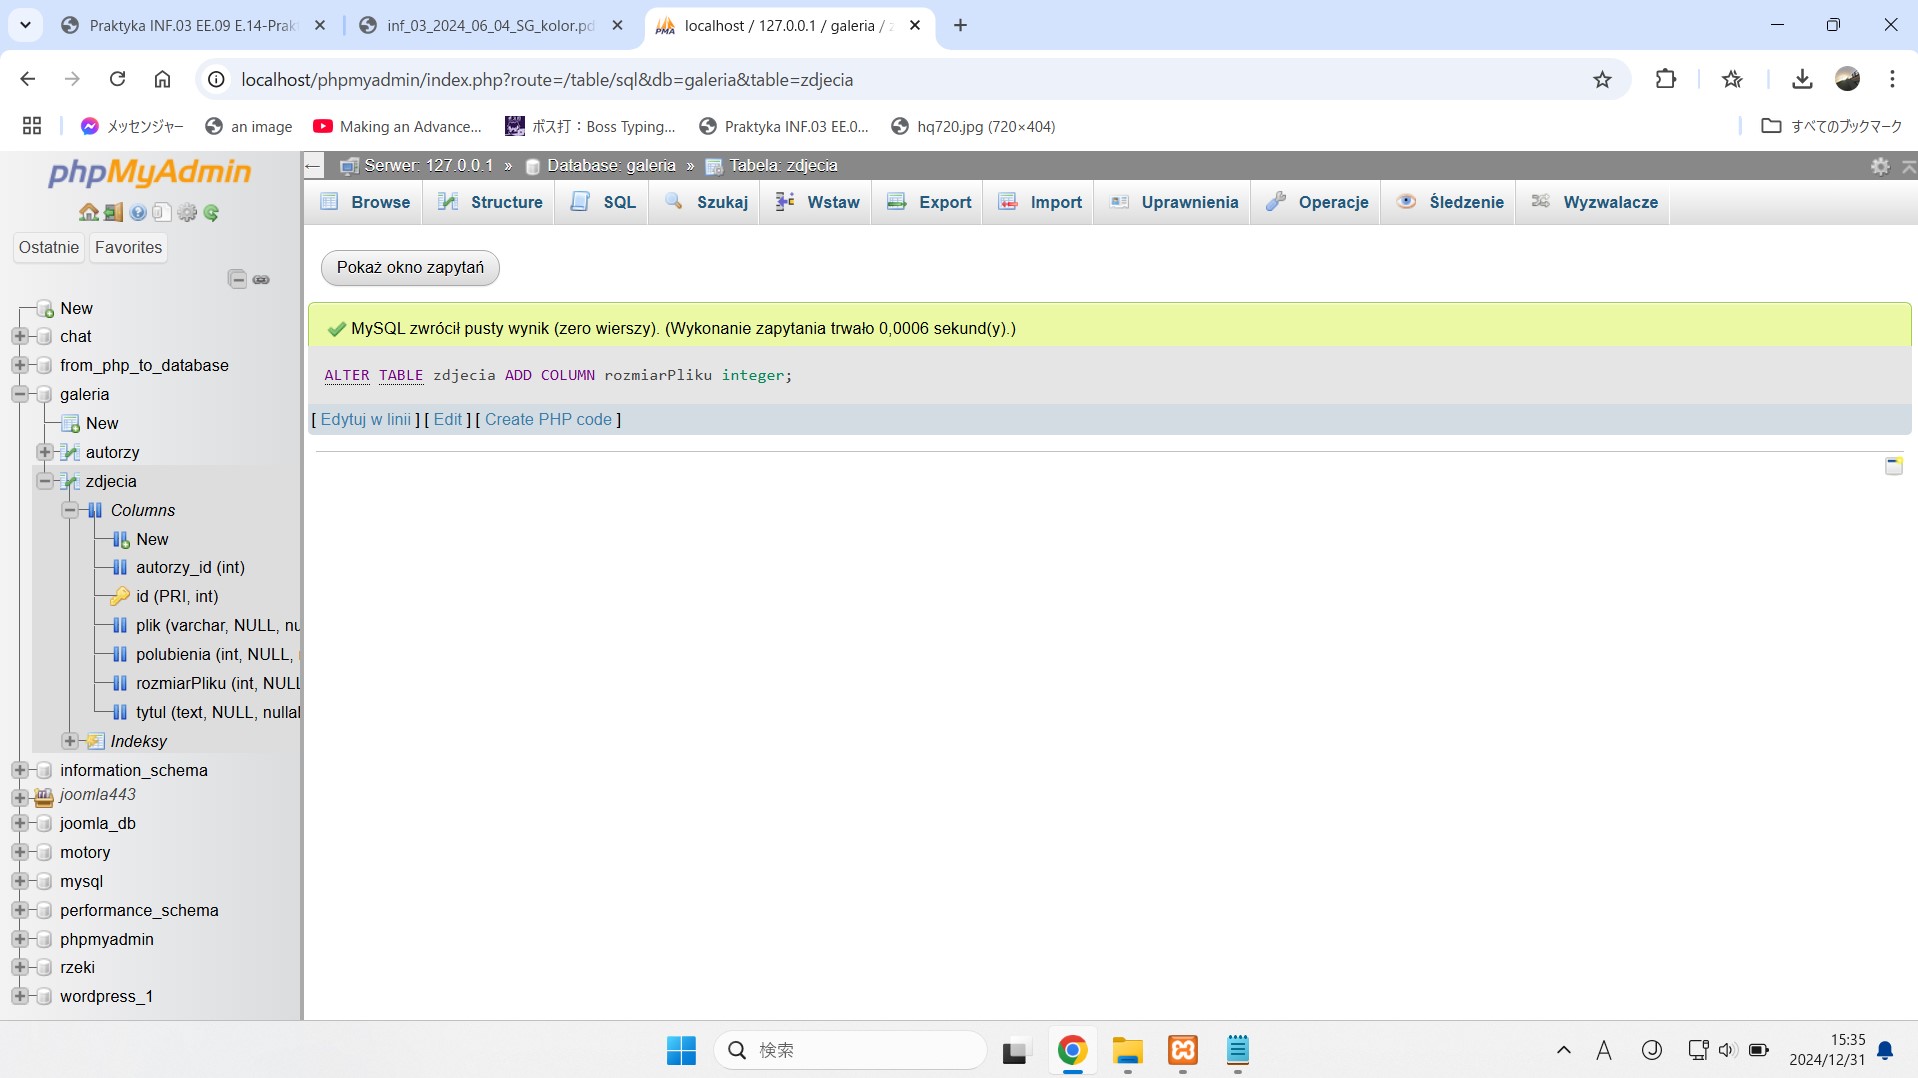 Praktyka INF.03 EE.09 E.14-Prakt
inf_03_2024_06_04_SG_kolor.pd
localhost / 127.0.0.1 / galeria / z
localhost/phpmyadmin/index.php?route=/table/sql&db=galeria&table=zdjecia
メッセンジャー
an image
Making an Advance...
ボス打：Boss Typing...
Praktyka INF.03 EE.0...
hq720.jpg (720×404)
すべてのブックマーク
phpMyAdmin
Ostatnie
Favorites
New
chat
from_php_to_database
galeria
New
autorzy
zdjecia
Columns
New
autorzy_id (int)
id (PRI, int)
plik (varchar, NULL, nu
polubienia (int, NULL,
rozmiarPliku (int, NULL
tytul (text, NULL, nullal
Indeksy
information_schema
joomla443
joomla_db
motory
mysql
performance_schema
phpmyadmin
rzeki
wordpress_1
Serwer: 127.0.0.1 » Database: galeria » Tabela: zdjecia
Browse
Structure
SQL
Szukaj
Wstaw
Export
Import
Uprawnienia
Operacje
Śledzenie
Wyzwalacze
Pokaż okno zapytań
MySQL zwrócił pusty wynik (zero wierszy). (Wykonanie zapytania trwało 0,0006 sekund(y).)
ALTER TABLE zdjecia ADD COLUMN rozmiarPliku integer;
[ Edytuj w linii ] [ Edit ] [ Create PHP code ]
検索
A
15:35
2024/12/31